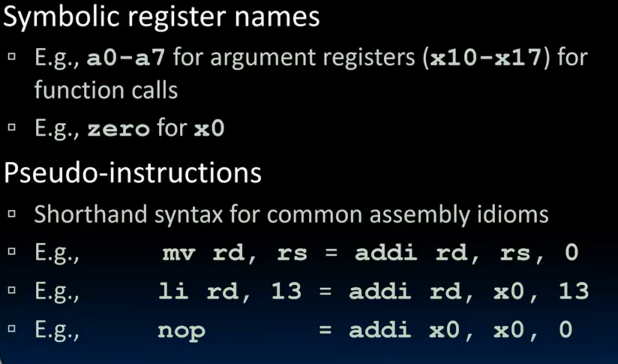 Symbolic register names
▫ E.g., a0-a7 for argument registers (x10-x17) for
function calls
▫ E.g., zero for x0
Pseudo-instructions
▫ Shorthand syntax for common assembly idioms
▫ E.g., mv rd, rs = addi rd, rs, 0
▫ E.g., li rd, 13 = addi rd, x0, 13
▫ E.g., nop = addi x0, x0, 0